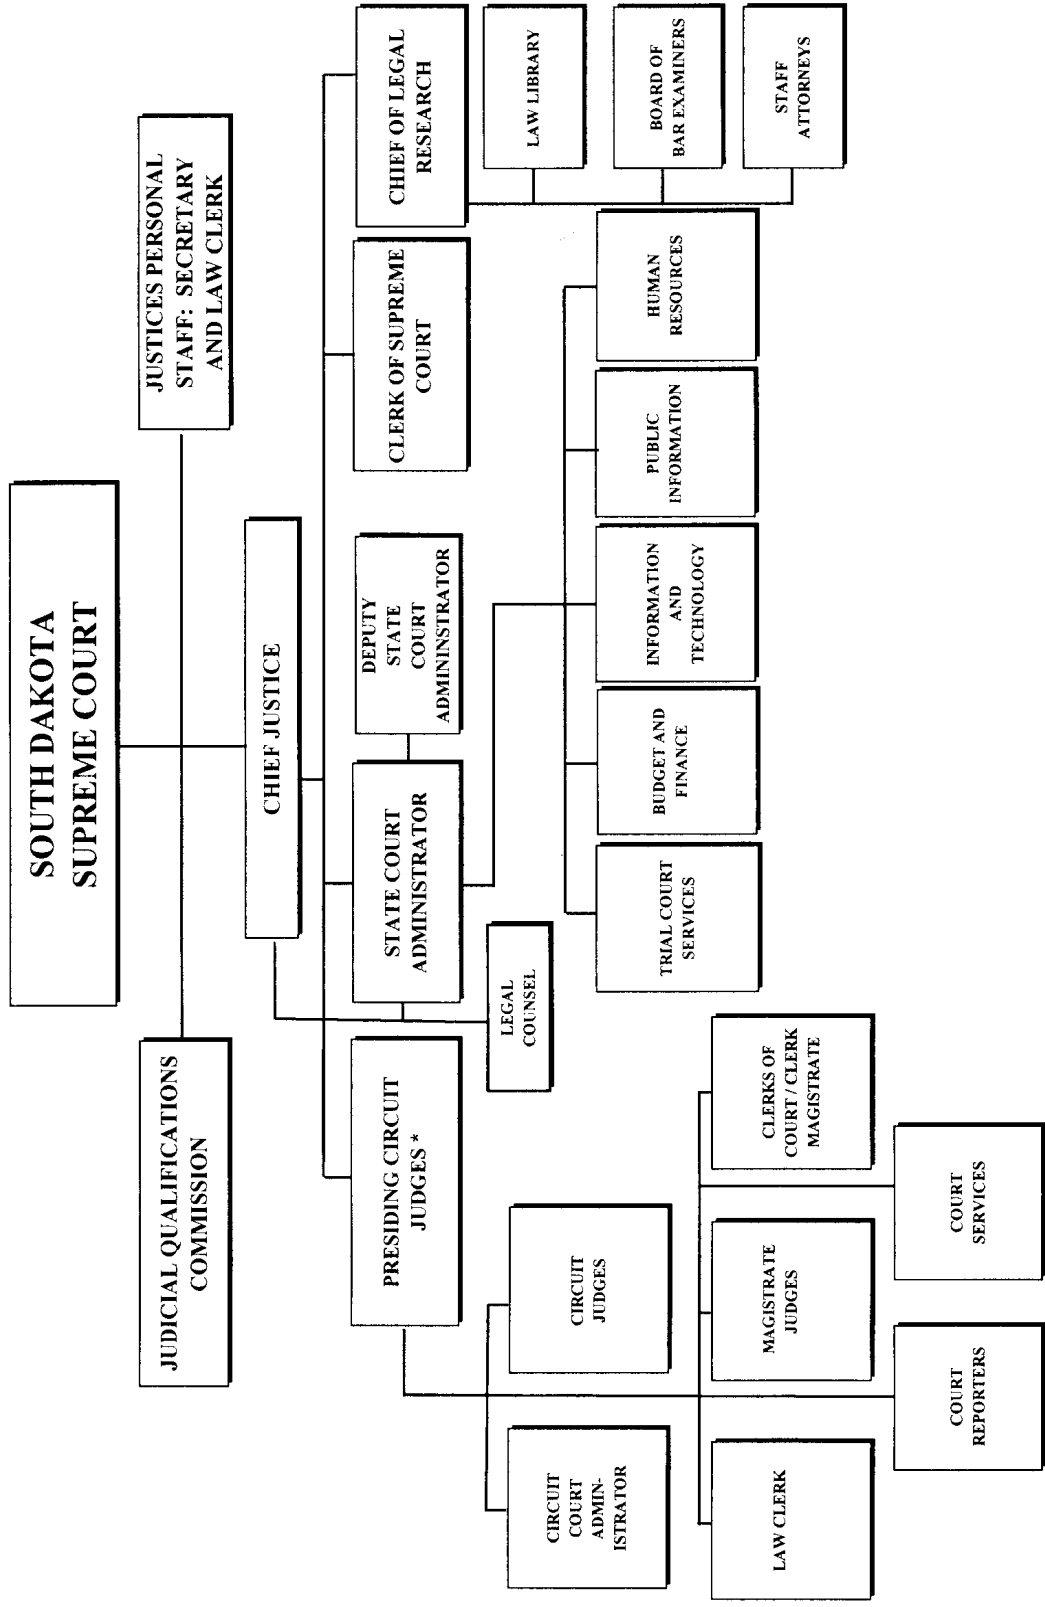 SOUTH DAKOTA
SUPREME COURT
JUDICIAL QUALIFICATIONS
COMMISSION
JUSTICES PERSONAL
STAFF: SECRETARY
AND LAW CLERK
CHIEF JUSTICE
PRESIDING CIRCUIT
JUDGES *
STATE COURT
ADMINISTRATOR
DEPUTY
STATE
COURT
ADMININSTRATOR
CLERK OF SUPREME
COURT
CHIEF OF LEGAL
RESEARCH
LEGAL
COUNSEL
LAW LIBRARY
BOARD OF
BAR EXAMINERS
STAFF
ATTORNEYS
TRIAL COURT
SERVICES
BUDGET AND
FINANCE
INFORMATION
AND
TECHNOLOGY
PUBLIC
INFORMATION
HUMAN
RESOURCES
CIRCUIT
COURT
ADMIN-
ISTRATOR
CIRCUIT
JUDGES
LAW CLERK
MAGISTRATE
JUDGES
CLERKS OF
COURT / CLERK
MAGISTRATE
COURT
REPORTERS
COURT
SERVICES